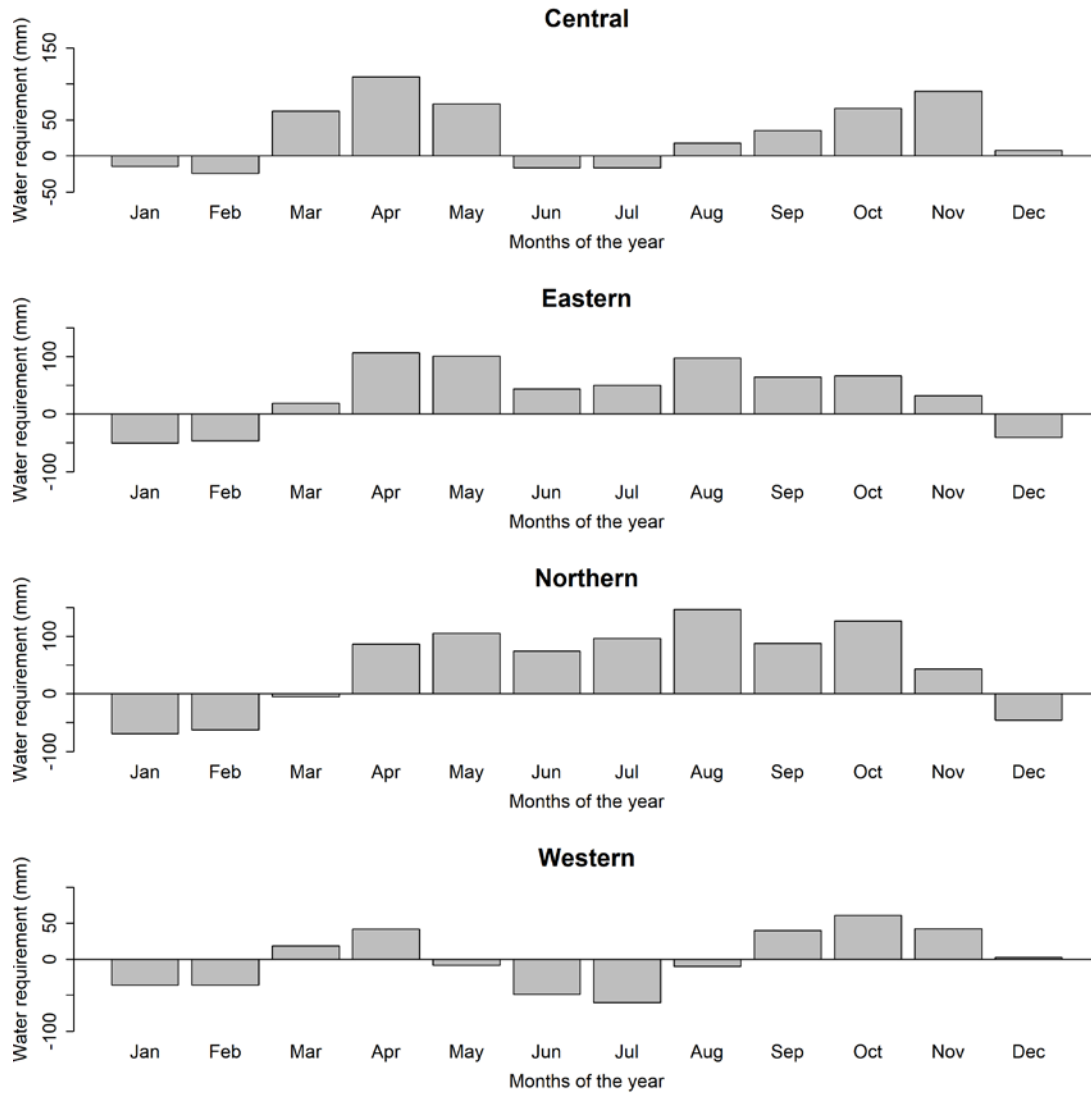 Central
Water requirement (mm)
150
50
0
-50
Jan Feb Mar Apr May Jun Jul Aug Sep Oct Nov Dec
Months of the year
Eastern
Water requirement (mm)
100
0
-100
Jan Feb Mar Apr May Jun Jul Aug Sep Oct Nov Dec
Months of the year
Northern
Water requirement (mm)
100
0
-100
Jan Feb Mar Apr May Jun Jul Aug Sep Oct Nov Dec
Months of the year
Western
Water requirement (mm)
50
0
-100
Jan Feb Mar Apr May Jun Jul Aug Sep Oct Nov Dec
Months of the year